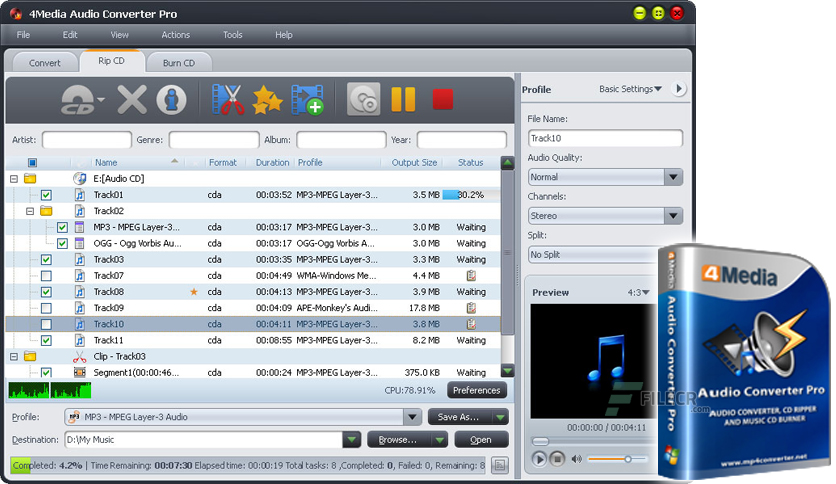 4Media Audio Converter Pro
File Edit View Actions Tools Help
Convert Rip CD Burn CD
CD
Profile Basic Settings
Artist: Genre: Album: Year:
File Name:
Track10
Name Format Duration Profile Output Size Status
Audio Quality:
Normal
E:[Audio CD]
Track01 cda 00:03:52 MP3-MPEG Layer-3... 3.5 MB 30.2%
Channels:
Stereo
Track02
MP3 - MPEG Layer-3... cda 00:03:17 MP3-MPEG Layer-3... 3.0 MB Waiting
Split:
OGG - Ogg Vorbis Au... cda 00:03:17 OGG-Ogg Vorbis A... 3.0 MB Waiting
No Split
Track03 cda 00:03:35 MP3-MPEG Layer-3... 3.3 MB Waiting
Track07 cda 00:04:49 WMA-Windows Me... 4.4 MB
Track08 cda 00:04:13 MP3-MPEG Layer-3... 3.9 MB Waiting
Preview 4:3
Track09 cda 00:04:09 APE-Monkey's Audi... 17.8 MB
Track10 cda 00:04:11 MP3-MPEG Layer-3... 3.8 MB
Track11 cda 00:08:55 MP3-MPEG Layer-3... 8.2 MB Waiting
Clip - Track03
Segment1(00:00:46... cda 00:00:24 MP3-MPEG Layer-3... 375.0 KB Waiting
CPU:78.91% Preferences
Profile: MP3 - MPEG Layer-3 Audio Save As...
Destination: D:\My Music Browse... Open
00:00:00 / 00:04:11
Completed: 4.2% | Time Remaining: 00:07:30 Elapsed time: 00:00:19 Total tasks: 8 ,Completed: 0, Failed: 0, Remaining: 8
FILECR
.com
4Media
Audio Converter Pro
4Media
Audio Converter Pro
AUDIO CONVERTER, CD RIPPER
AND MUSIC CD BURNER
www.mp4converter.net